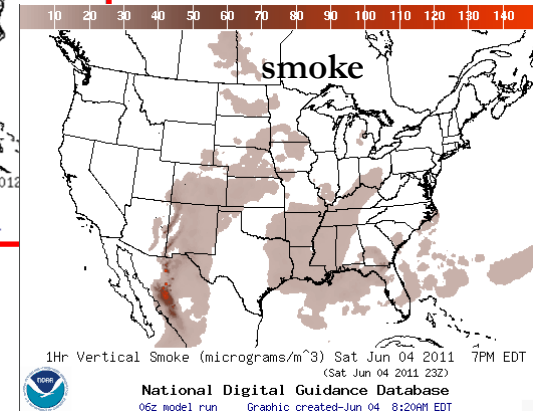 10 20 30 40 50 60 70 80 90 100 110 120 130 140
smoke
012
1Hr Vertical Smoke (micrograms/m^3) Sat Jun 04 2011 7PM EDT
(Sat Jun 04 2011 23Z)
NOAA
National Digital Guidance Database
06z model run Graphic created-Jun 04 8:20AM EDT